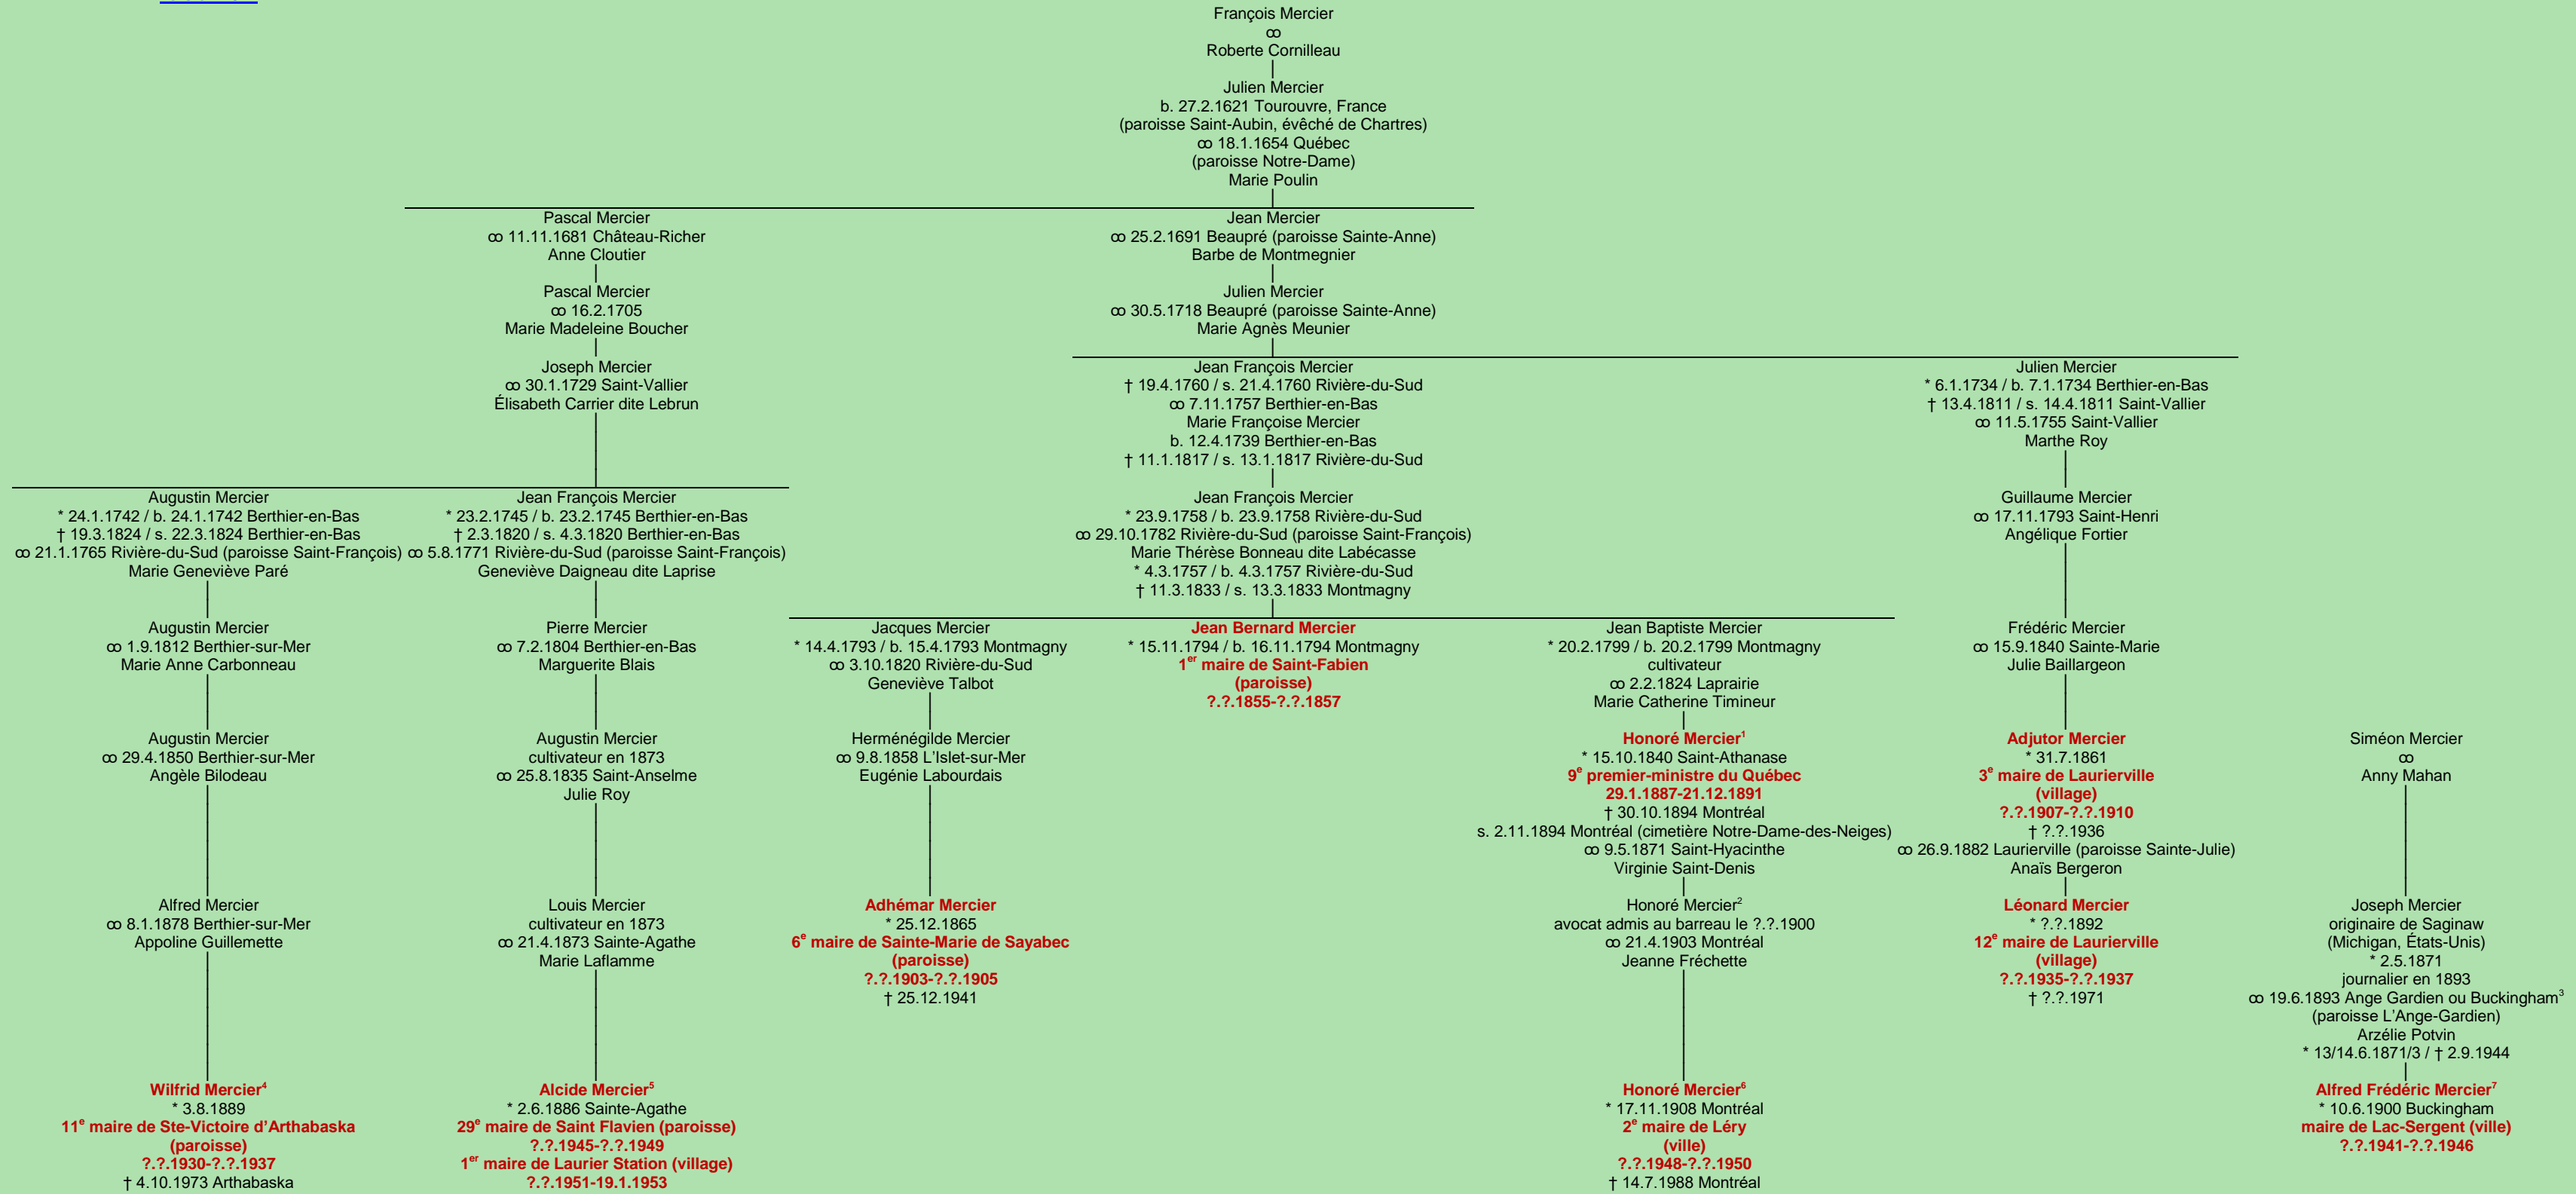 François Mercier
ꝏ
Roberte Cornilleau
Julien Mercier
b. 27.2.1621 Tourouvre, France
(paroisse Saint-Aubin, évêché de Chartres)
ꝏ 18.1.1654 Québec
(paroisse Notre-Dame)
Marie Poulin
Pascal Mercier
ꝏ 11.11.1681 Château-Richer
Anne Cloutier
Jean Mercier
ꝏ 25.2.1691 Beaupré (paroisse Sainte-Anne)
Barbe de Montmegnier
Pascal Mercier
ꝏ 16.2.1705
Marie Madeleine Boucher
Julien Mercier
ꝏ 30.5.1718 Beaupré (paroisse Sainte-Anne)
Marie Agnès Meunier
Joseph Mercier
ꝏ 30.1.1729 Saint-Vallier
Élisabeth Carrier dite Lebrun
Jean François Mercier
† 19.4.1760 / s. 21.4.1760 Rivière-du-Sud
ꝏ 7.11.1757 Berthier-en-Bas
Marie Françoise Mercier
b. 12.4.1739 Berthier-en-Bas
† 11.1.1817 / s. 13.1.1817 Rivière-du-Sud
Julien Mercier
* 6.1.1734 / b. 7.1.1734 Berthier-en-Bas
† 13.4.1811 / s. 14.4.1811 Saint-Vallier
ꝏ 11.5.1755 Saint-Vallier
Marthe Roy
Augustin Mercier
* 24.1.1742 / b. 24.1.1742 Berthier-en-Bas
† 19.3.1824 / s. 22.3.1824 Berthier-en-Bas
ꝏ 21.1.1765 Rivière-du-Sud (paroisse Saint-François)
Marie Geneviève Paré
Jean François Mercier
* 23.2.1745 / b. 23.2.1745 Berthier-en-Bas
† 2.3.1820 / s. 4.3.1820 Berthier-en-Bas
ꝏ 5.8.1771 Rivière-du-Sud (paroisse Saint-François)
Geneviève Daigneau dite Laprise
Jean François Mercier
* 23.9.1758 / b. 23.9.1758 Rivière-du-Sud
ꝏ 29.10.1782 Rivière-du-Sud (paroisse Saint-François)
Marie Thérèse Bonneau dite Labécasse
* 4.3.1757 / b. 4.3.1757 Rivière-du-Sud
† 11.3.1833 / s. 13.3.1833 Montmagny
Guillaume Mercier
ꝏ 17.11.1793 Saint-Henri
Angélique Fortier
Augustin Mercier
ꝏ 1.9.1812 Berthier-sur-Mer
Marie Anne Carbonneau
Pierre Mercier
ꝏ 7.2.1804 Berthier-en-Bas
Marguerite Blais
Jacques Mercier
* 14.4.1793 / b. 15.4.1793 Montmagny
ꝏ 3.10.1820 Rivière-du-Sud
Geneviève Talbot
Jean Bernard Mercier
* 15.11.1794 / b. 16.11.1794 Montmagny
1er maire de Saint-Fabien
(paroisse)
?.?.1855-?.?.1857
Jean Baptiste Mercier
* 20.2.1799 / b. 20.2.1799 Montmagny
cultivateur
ꝏ 2.2.1824 Laprairie
Marie Catherine Timineur
Frédéric Mercier
ꝏ 15.9.1840 Sainte-Marie
Julie Baillargeon
Augustin Mercier
ꝏ 29.4.1850 Berthier-sur-Mer
Angèle Bilodeau
Augustin Mercier
cultivateur en 1873
ꝏ 25.8.1835 Saint-Anselme
Julie Roy
Herménégilde Mercier
ꝏ 9.8.1858 L'Islet-sur-Mer
Eugénie Labourdais
Honoré Mercier1
* 15.10.1840 Saint-Athanase
9e premier-ministre du Québec
29.1.1887-21.12.1891
† 30.10.1894 Montréal
s. 2.11.1894 Montréal (cimetière Notre-Dame-des-Neiges)
ꝏ 9.5.1871 Saint-Hyacinthe
Virginie Saint-Denis
Adjutor Mercier
* 31.7.1861
3e maire de Laurierville
(village)
?.?.1907-?.?.1910
† ?.?.1936
ꝏ 26.9.1882 Laurierville (paroisse Sainte-Julie)
Anaïs Bergeron
Siméon Mercier
ꝏ
Anny Mahan
Alfred Mercier
ꝏ 8.1.1878 Berthier-sur-Mer
Appoline Guillemette
Louis Mercier
cultivateur en 1873
ꝏ 21.4.1873 Sainte-Agathe
Marie Laflamme
Adhémar Mercier
* 25.12.1865
6e maire de Sainte-Marie de Sayabec
(paroisse)
?.?.1903-?.?.1905
† 25.12.1941
Honoré Mercier2
avocat admis au barreau le ?.?.1900
ꝏ 21.4.1903 Montréal
Jeanne Fréchette
Léonard Mercier
* ?.?.1892
12e maire de Laurierville
(village)
?.?.1935-?.?.1937
† ?.?.1971
Joseph Mercier
originaire de Saginaw
(Michigan, États-Unis)
* 2.5.1871
journalier en 1893
ꝏ 19.6.1893 Ange Gardien ou Buckingham3
(paroisse L'Ange-Gardien)
Arzélie Potvin
* 13/14.6.1871/3 / † 2.9.1944
Wilfrid Mercier4
* 3.8.1889
11e maire de Ste-Victoire d'Arthabaska
(paroisse)
?.?.1930-?.?.1937
† 4.10.1973 Arthabaska
Alcide Mercier5
* 2.6.1886 Sainte-Agathe
29e maire de Saint Flavien (paroisse)
?.?.1945-?.?.1949
1er maire de Laurier Station (village)
?.?.1951-19.1.1953
Honoré Mercier6
* 17.11.1908 Montréal
2e maire de Léry
(ville)
?.?.1948-?.?.1950
† 14.7.1988 Montréal
Alfred Frédéric Mercier7
* 10.6.1900 Buckingham
maire de Lac-Sergent (ville)
?.?.1941-?.?.1946